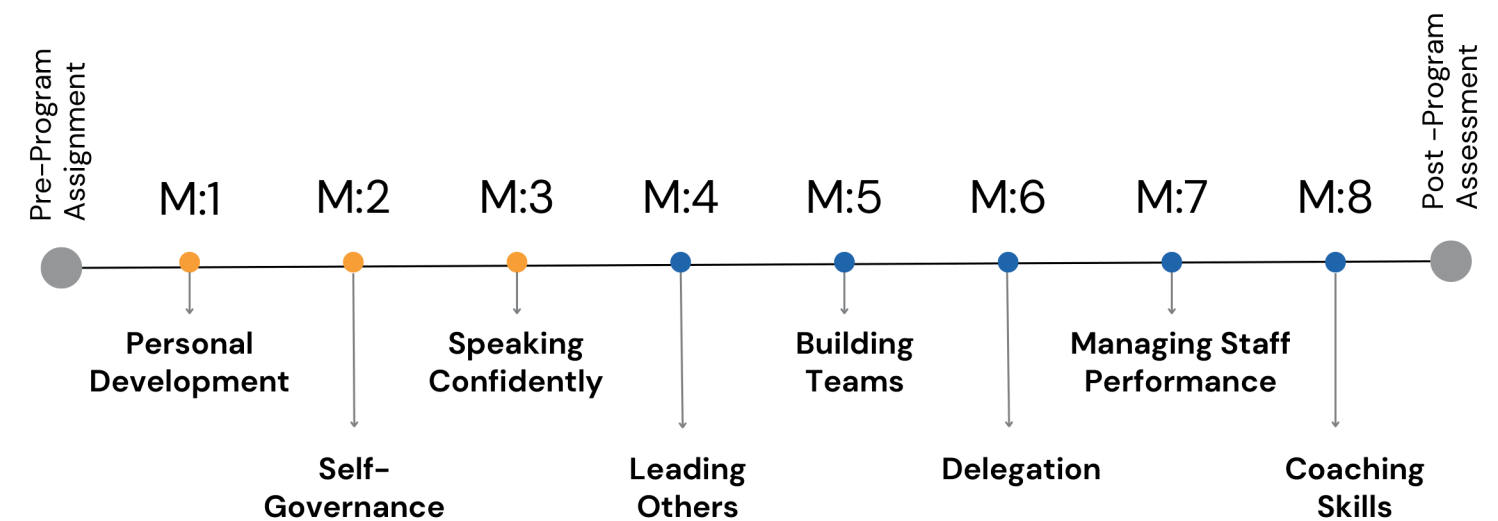 Pre-Program
Assignment
M:1
M:2
M:3
M:4
M:5
M:6
M:7
M:8
Post -Program
Assessment
Personal
Development
Self-
Governance
Speaking
Confidently
Leading
Others
Building
Teams
Delegation
Managing Staff
Performance
Coaching
Skills